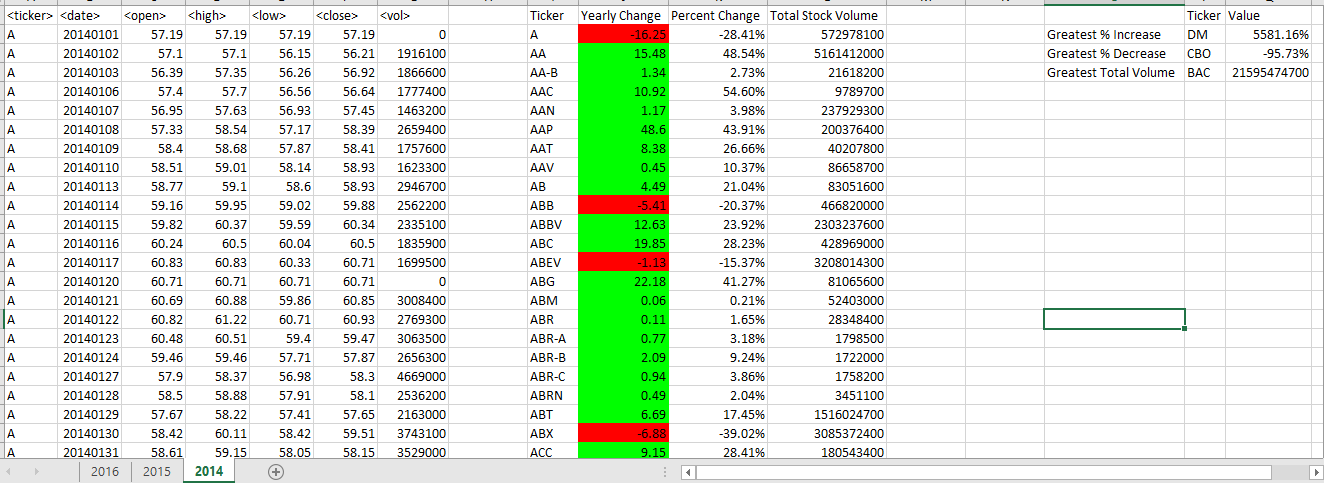 <ticker> <date> <open> <high> <low> <close> <vol> Ticker Yearly Change Percent Change Total Stock Volume Ticker Value
A 20140101 57.19 57.19 57.19 57.19 0 A -16.25 -28.41% 572978100 Greatest % Increase DM 5581.16%
A 20140102 57.1 57.1 56.15 56.21 1916100 AA 15.48 48.54% 5161412000 Greatest % Decrease CBO -95.73%
A 20140103 56.39 57.35 56.26 56.92 1866600 AA-B 1.34 2.73% 21618200 Greatest Total Volume BAC 21595474700
A 20140106 57.4 57.7 56.56 56.64 1777400 AAC 10.92 54.60% 9789700
A 20140107 56.95 57.63 56.93 57.45 1463200 AAN 1.17 3.98% 237929300
A 20140108 57.33 58.54 57.17 58.39 2659400 AAP 48.6 43.91% 200376400
A 20140109 58.4 58.68 57.87 58.41 1757600 AAT 8.38 26.66% 40207800
A 20140110 58.51 59.01 58.14 58.93 1623300 AAV 0.45 10.37% 86658700
A 20140113 58.77 59.1 58.6 58.93 2946700 AB 4.49 21.04% 83051600
A 20140114 59.16 59.95 59.02 59.88 2562200 ABB -5.41 -20.37% 466820000
A 20140115 59.82 60.37 59.59 60.34 2335100 ABBV 12.63 23.92% 2303237600
A 20140116 60.24 60.5 60.04 60.5 1835900 ABC 19.85 28.23% 428969000
A 20140117 60.83 60.83 60.33 60.71 1699500 ABEV -1.13 -15.37% 3208014300
A 20140120 60.71 60.71 60.71 60.71 0 ABG 22.18 41.27% 81065600
A 20140121 60.69 60.88 59.86 60.85 3008400 ABM 0.06 0.21% 52403000
A 20140122 60.82 61.22 60.71 60.93 2769300 ABR 0.11 1.65% 28348400
A 20140123 60.48 60.51 59.4 59.47 3063500 ABR-A 0.77 3.18% 1798500
A 20140124 59.46 59.46 57.71 57.87 2656300 ABR-B 2.09 9.24% 1722000
A 20140127 57.9 58.37 56.98 58.3 4669000 ABR-C 0.94 3.86% 1758200
A 20140128 58.5 58.88 57.91 58.1 2536200 ABRN 0.49 2.04% 3451100
A 20140129 57.67 58.22 57.41 57.65 2163000 ABT 6.69 17.45% 1516024700
A 20140130 58.42 60.11 58.42 59.51 3743100 ABX -6.88 -39.02% 3085372400
A 20140131 58.61 59.15 58.05 58.15 3529000 ACC 9.15 28.41% 180543400
2016 2015 2014